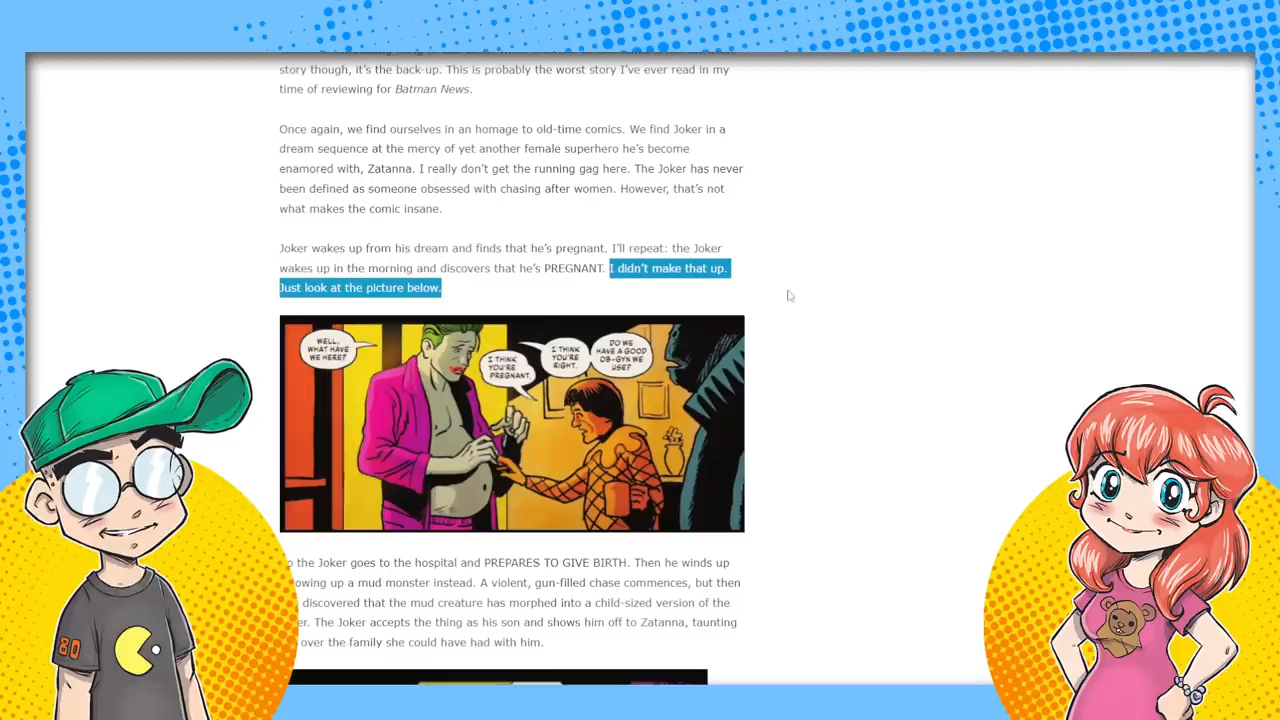 story though, it's the back-up. This is probably the worst story I've ever read in my
time of reviewing for Batman News.
Once again, we find ourselves in an homage to old-time comics. We find Joker in a
dream sequence at the mercy of yet another female superhero he's become
enamored with, Zatanna. I really don't get the running gag here. The Joker has never
been defined as someone obsessed with chasing after women. However, that's not
what makes the comic insane.
Joker wakes up from his dream and finds that he's pregnant. I'll repeat: the Joker
wakes up in the morning and discovers that he's PREGNANT. I didn't make that up.
Just look at the picture below.
WELL,
WHAT HAVE
WE HERE?
I THINK
YOU'RE
PREGNANT.
I THINK
YOU'RE
RIGHT.
DO WE
HAVE A GOOD
OB-GYN WE
USE?
the Joker goes to the hospital and PREPARES TO GIVE BIRTH. Then he winds up
owing up a mud monster instead. A violent, gun-filled chase commences, but then
discovered that the mud creature has morphed into a child-sized version of the
er. The Joker accepts the thing as his son and shows him off to Zatanna, taunting
over the family she could have had with him.
80